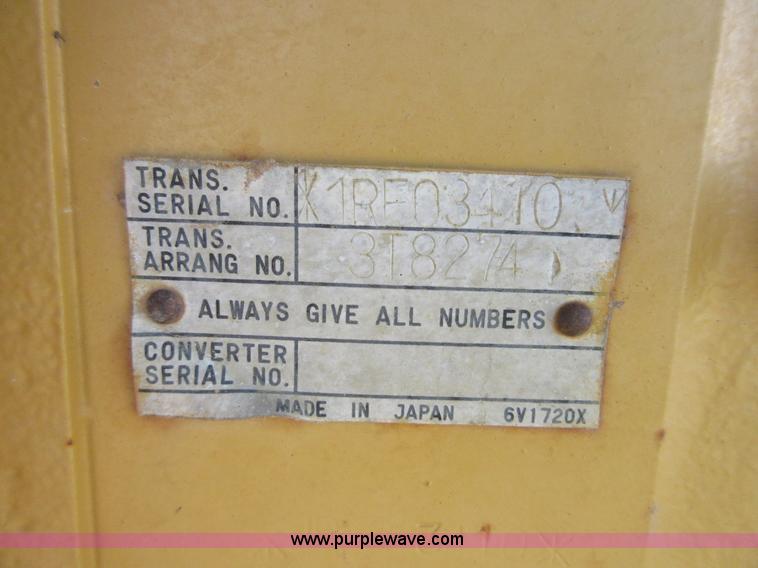 TRANS.
SERIAL NO. X1RF03410
TRANS.
ARRANG NO. 3T8274
ALWAYS GIVE ALL NUMBERS
CONVERTER
SERIAL NO.
MADE IN JAPAN 6V1720X
www.purplewave.com